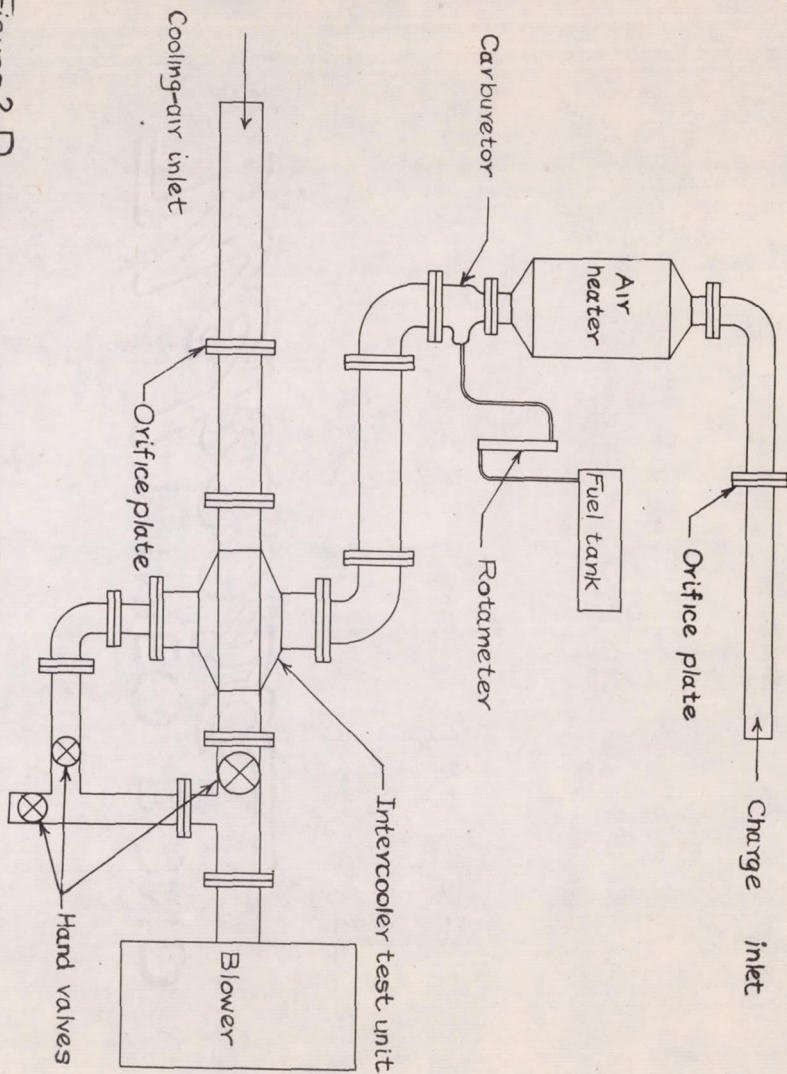 Charge inlet
Orifice plate
Air
heater
Fuel tank
Carburetor
Rotameter
Intercooler test unit
Cooling-air inlet
Orifice plate
Blower
Hand valves